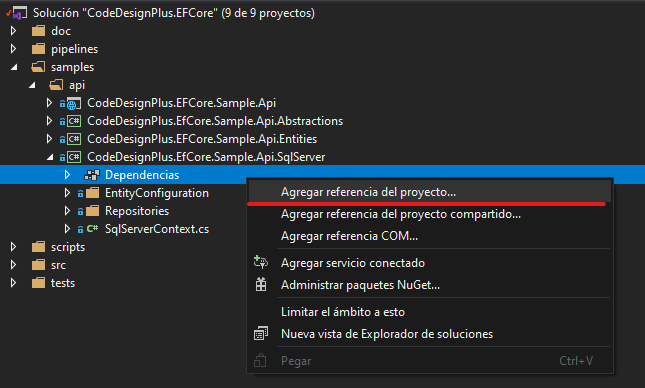 Solución "CodeDesignPlus.EFCore" (9 de 9 proyectos)
doc
pipelines
samples
api
CodeDesignPlus.EFCore.Sample.Api
CodeDesignPlus.EFCore.Sample.Api.Abstractions
CodeDesignPlus.EFCore.Sample.Api.Entities
C# CodeDesignPlus.EFCore.Sample.Api.SqlServer
Dependencias
EntityConfiguration
Repositories
C# SqlServerContext.cs
scripts
src
tests
Agregar referencia del proyecto...
Agregar referencia del proyecto compartido...
Agregar referencia COM...
Agregar servicio conectado
Administrar paquetes NuGet...
Limitar el ámbito a esto
Nueva vista de Explorador de soluciones
Pegar Ctrl+V